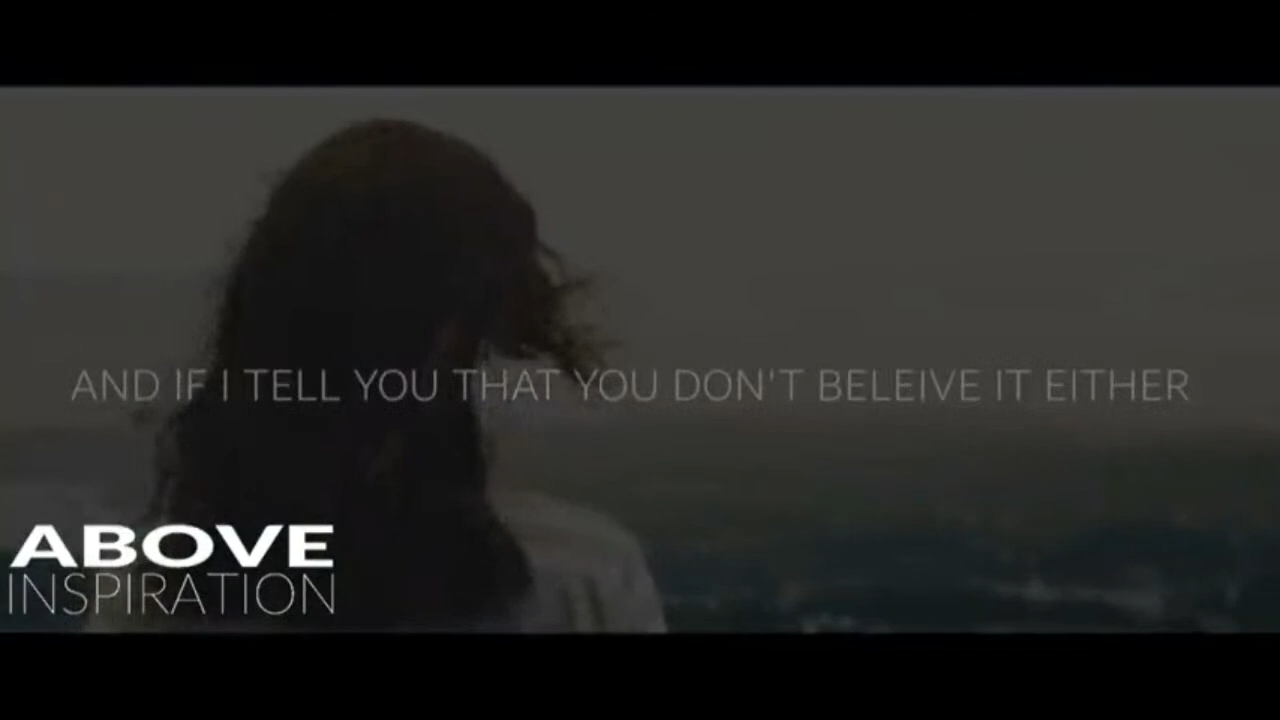 AND IF I TELL YOU THAT YOU DON'T BELEIVE IT EITHER
ABOVE
INSPIRATION